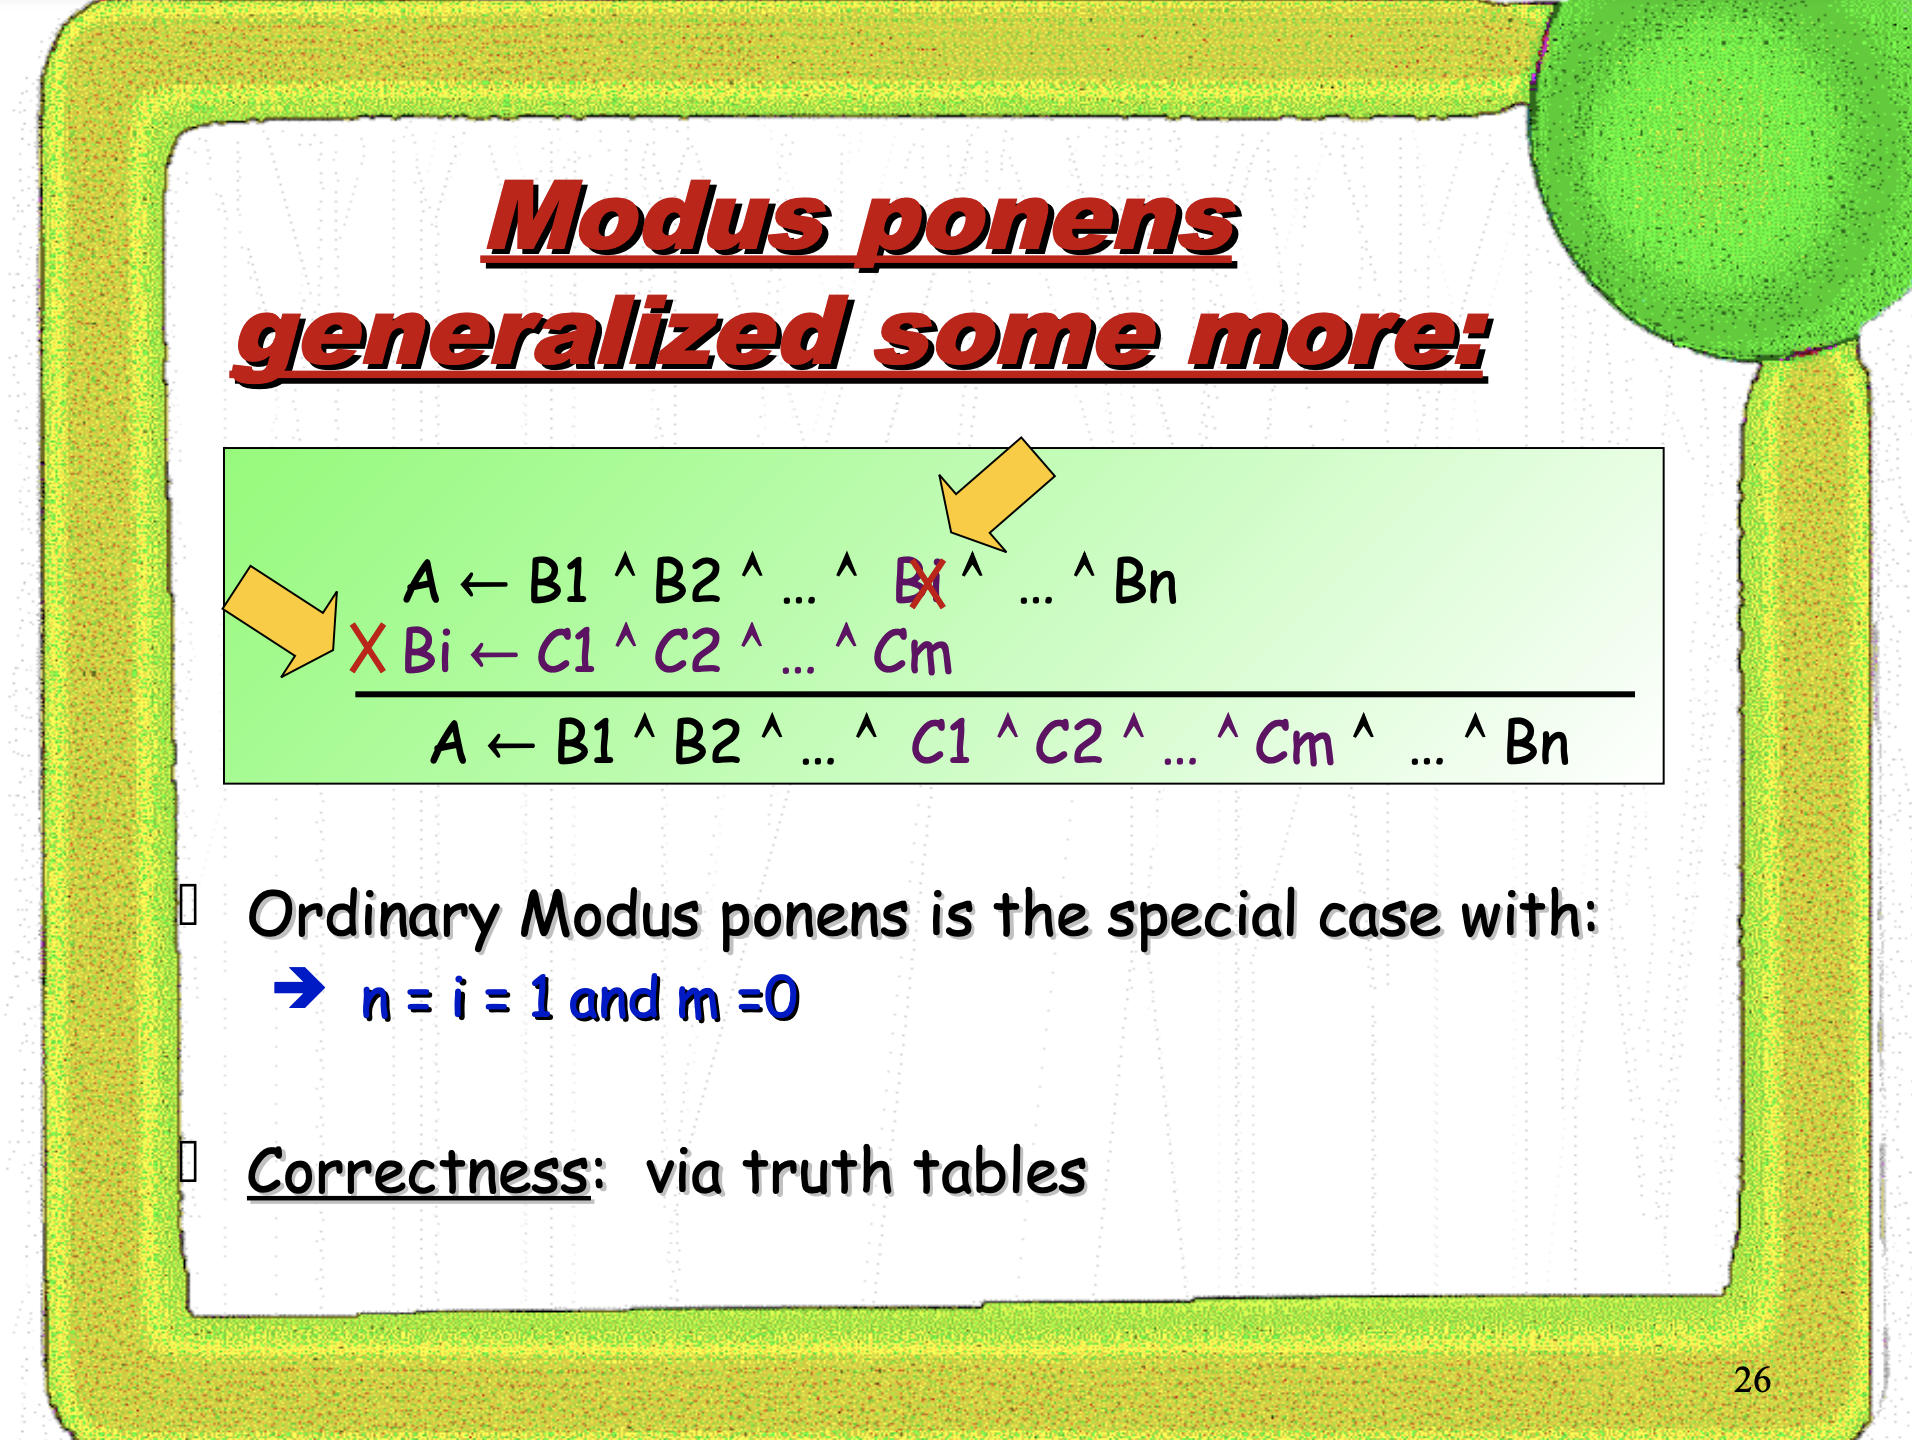 Modus ponens
generalized some more:
A ← B1 ^ B2 ^ … ^ Bi ^ … ^ Bn
X Bi ← C1 ^ C2 ^ … ^ Cm
A ← B1 ^ B2 ^ … ^ C1 ^ C2 ^ … ^ Cm ^ … ^ Bn
Ordinary Modus ponens is the special case with:
➔ n = i = 1 and m =0
Correctness: via truth tables
26